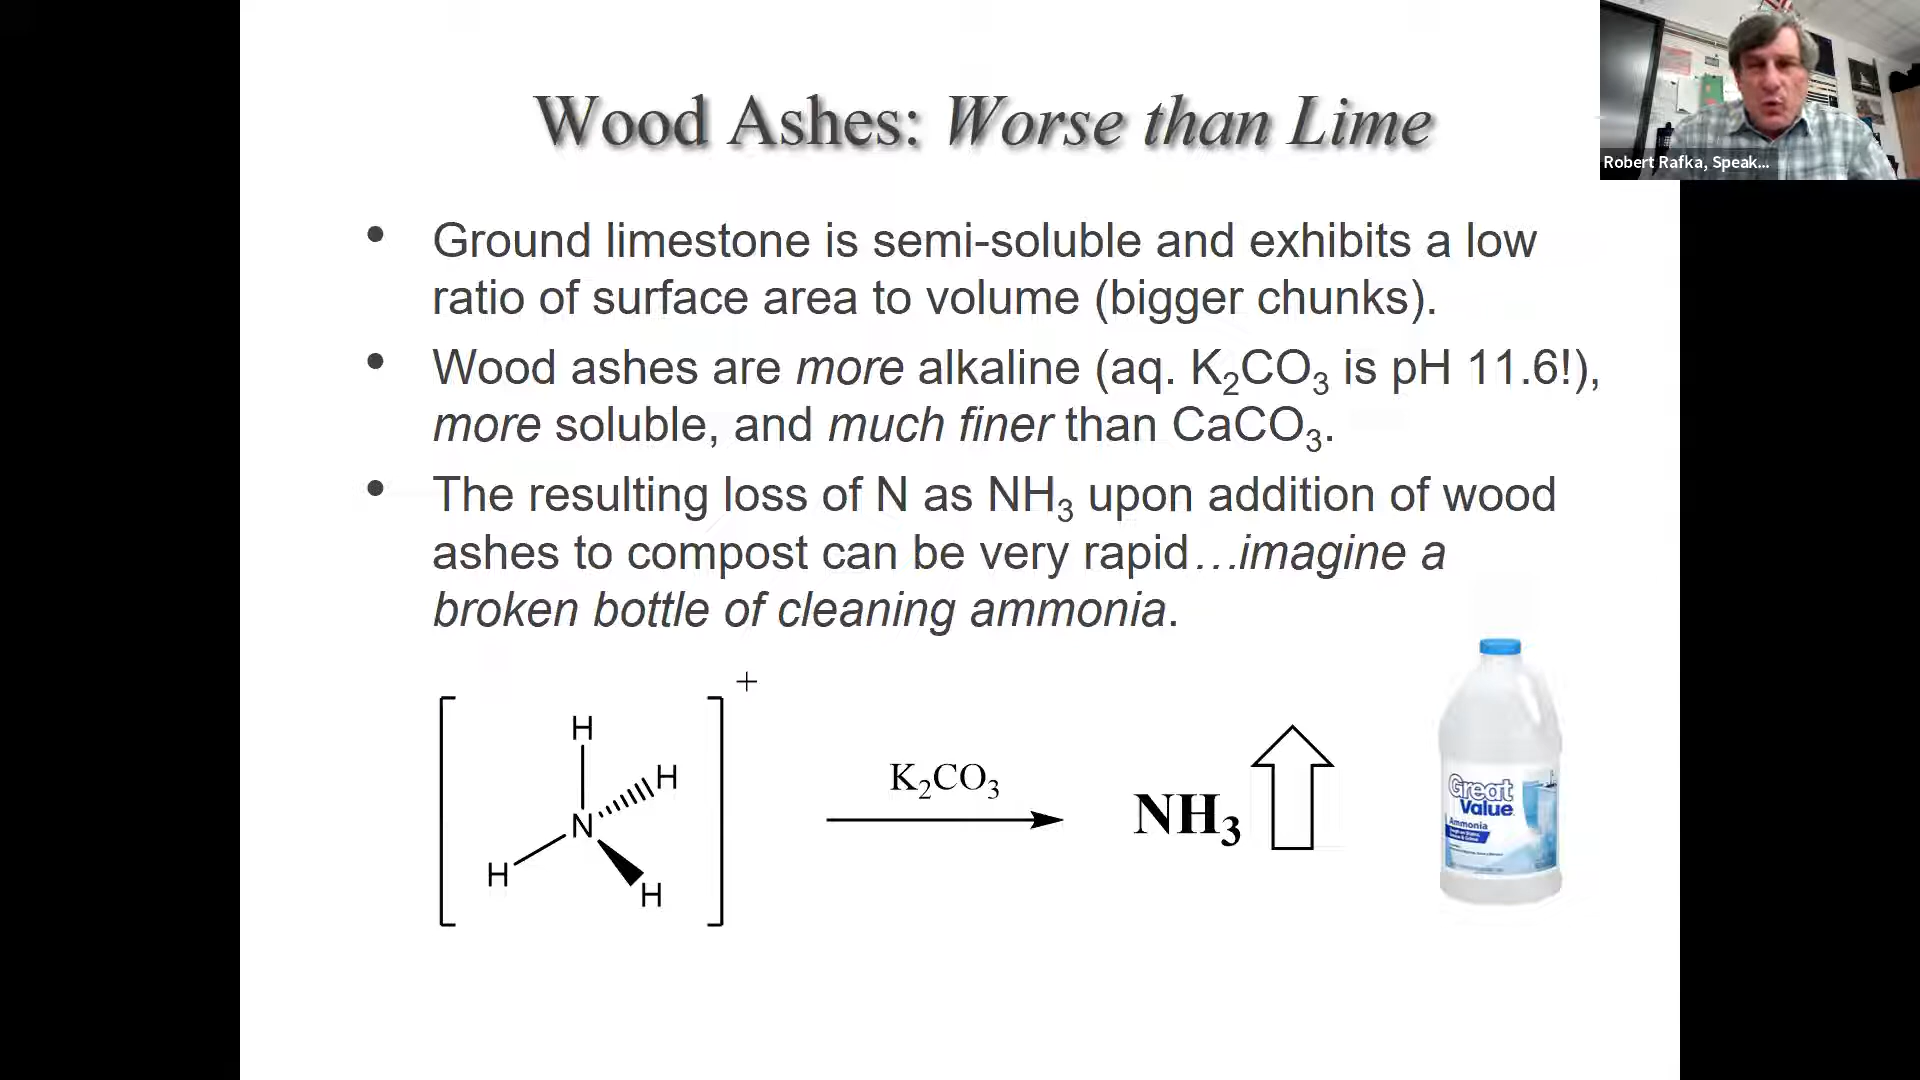 Wood Ashes: Worse than Lime
Robert Rafka, Speak...
• Ground limestone is semi-soluble and exhibits a low
ratio of surface area to volume (bigger chunks).
• Wood ashes are more alkaline (aq. K₂CO₃ is pH 11.6!),
more soluble, and much finer than CaCO₃.
• The resulting loss of N as NH₃ upon addition of wood
ashes to compost can be very rapid…imagine a
broken bottle of cleaning ammonia.
+
H
H
N
H
H
K₂CO₃
NH₃
Great
Value
Ammonia